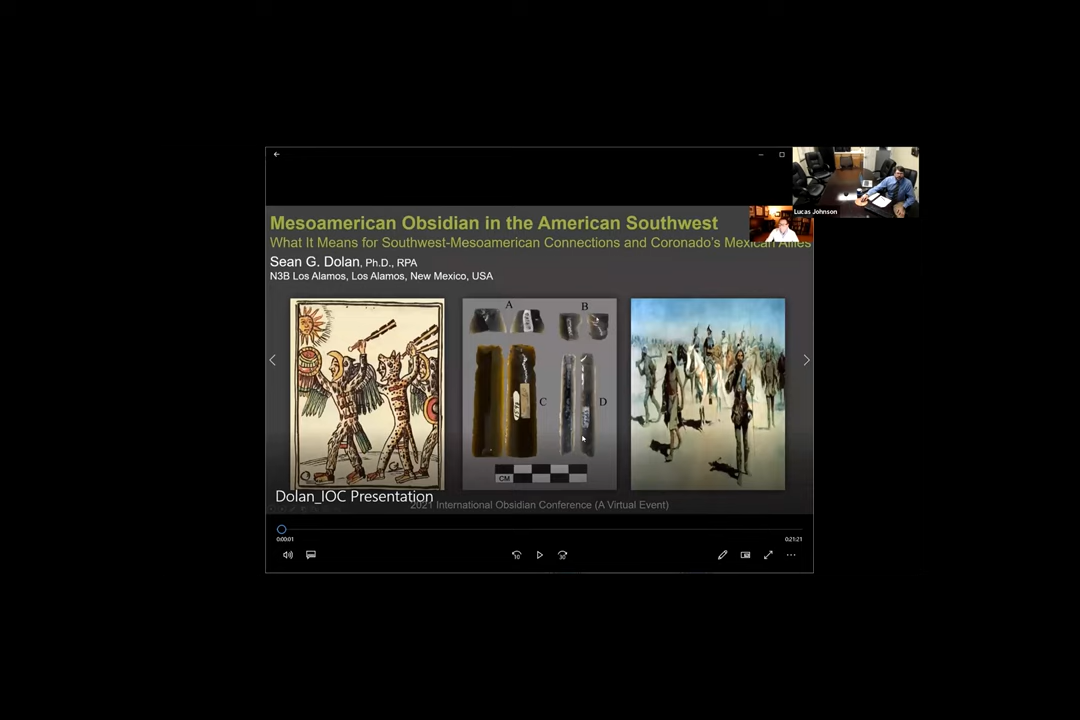 Lucas Johnson
Mesoamerican Obsidian in the American Southwest
What It Means for Southwest-Mesoamerican Connections and Coronado's Mexican Allies
Sean G. Dolan, Ph.D., RPA
N3B Los Alamos, Los Alamos, New Mexico, USA
A
B
C
D
CM
Dolan_IOC Presentation
2021 International Obsidian Conference (A Virtual Event)
0:00:01
0:21:21
10
30